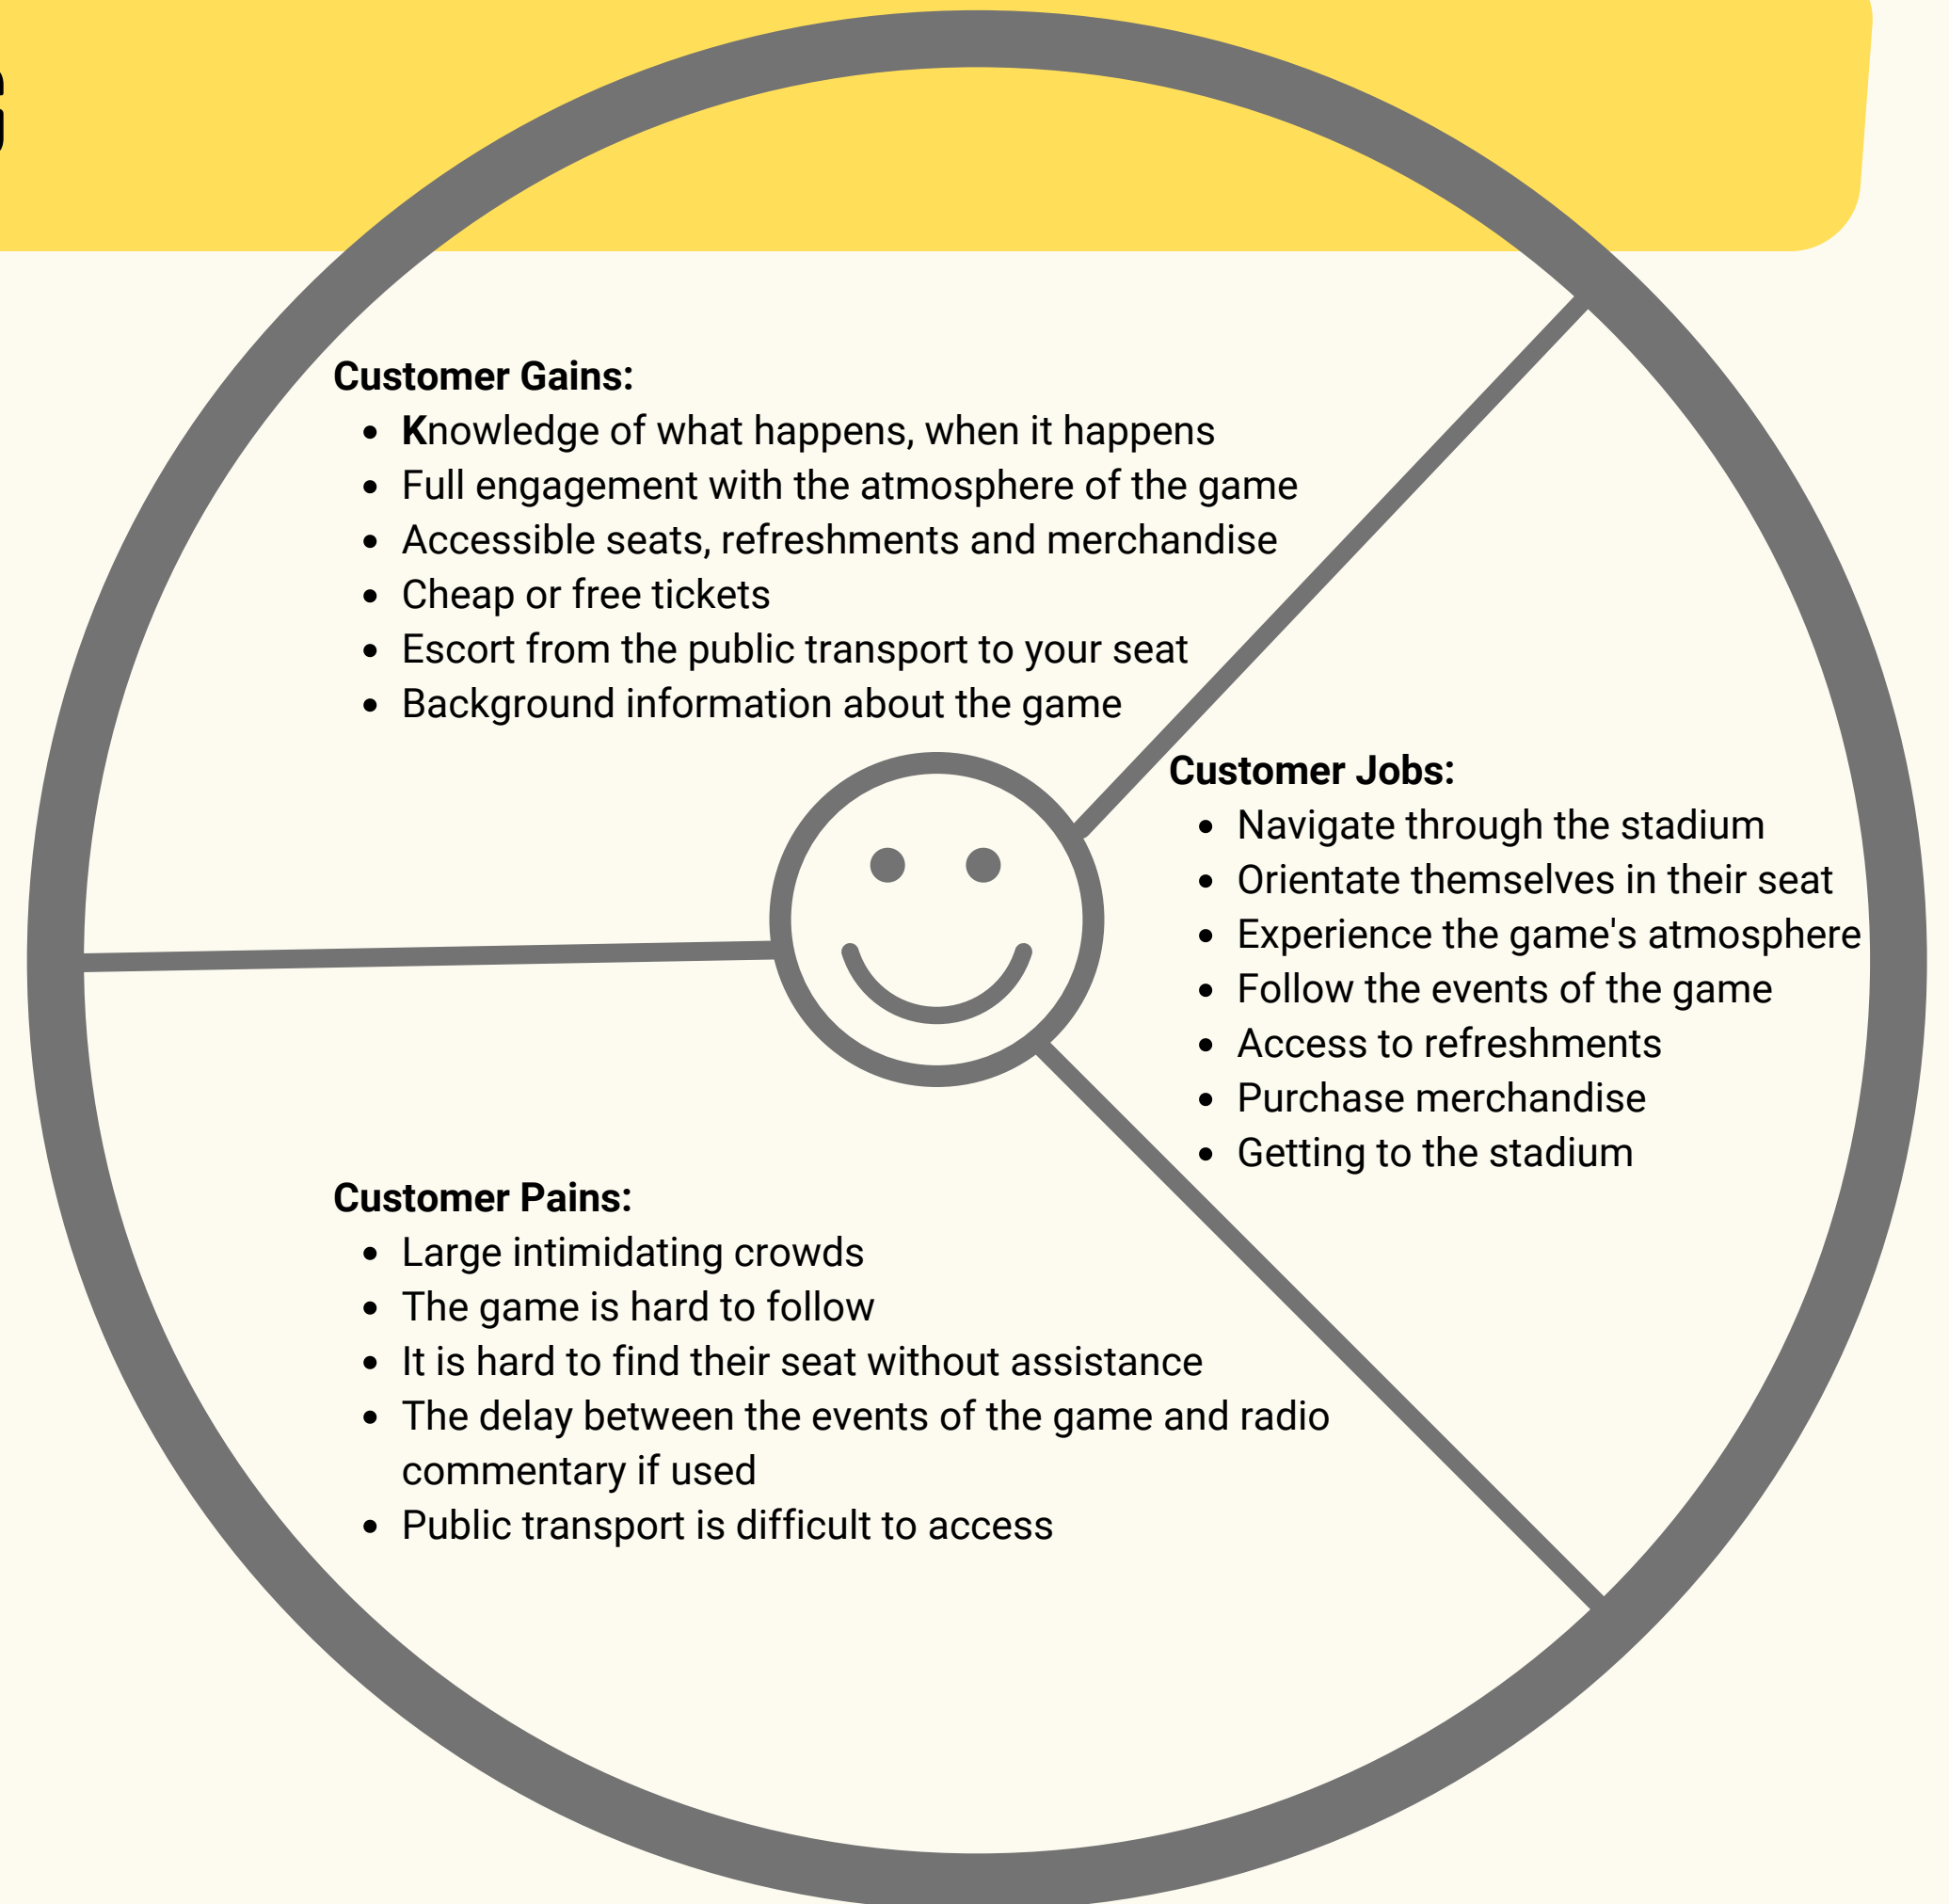 Customer Gains:
• Knowledge of what happens, when it happens
• Full engagement with the atmosphere of the game
• Accessible seats, refreshments and merchandise
• Cheap or free tickets
• Escort from the public transport to your seat
• Background information about the game
Customer Jobs:
• Navigate through the stadium
• Orientate themselves in their seat
• Experience the game's atmosphere
• Follow the events of the game
• Access to refreshments
• Purchase merchandise
• Getting to the stadium
Customer Pains:
• Large intimidating crowds
• The game is hard to follow
• It is hard to find their seat without assistance
• The delay between the events of the game and radio
commentary if used
• Public transport is difficult to access